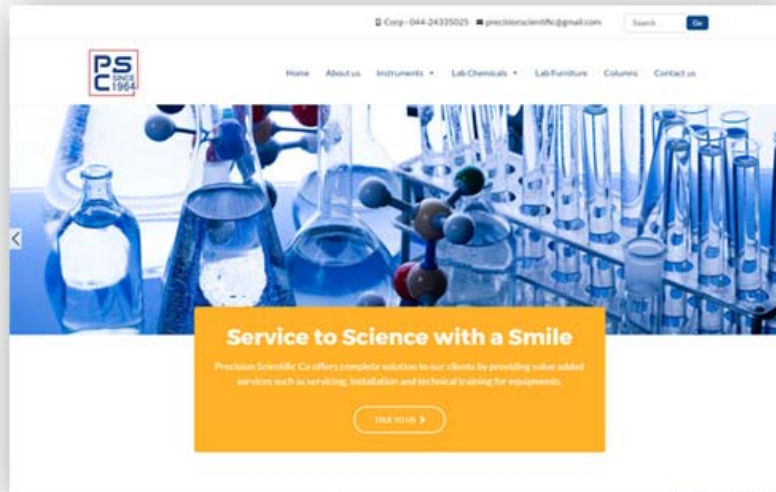 Corp - 044-24335025 precisionscientific@gmail.com Search Go
PS
C SINCE
1964
Home About us Instruments Lab Chemicals Lab Furniture Columns Contact us
Service to Science with a Smile
Precision Scientific Co offers complete solution to our clients by providing value added
services such as servicing, installation and technical training for equipments.
TALK TO US